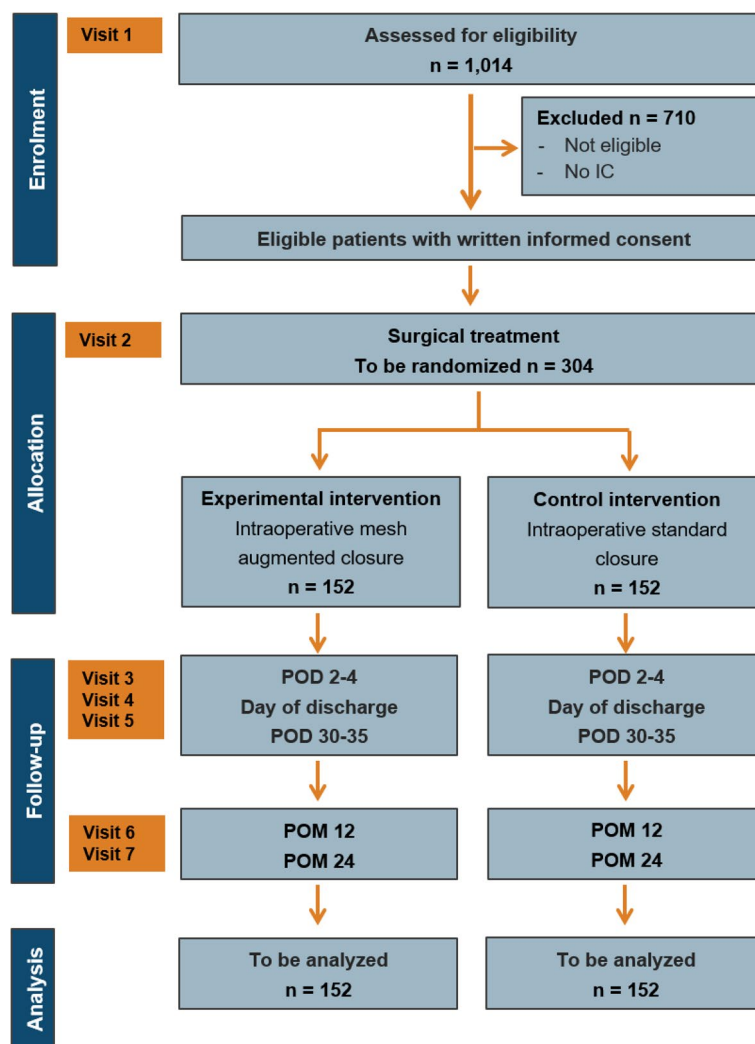 Enrolment
Visit 1
Assessed for eligibility
n = 1,014
Excluded n = 710
- Not eligible
- No IC
Eligible patients with written informed consent
Allocation
Visit 2
Surgical treatment
To be randomized n = 304
Experimental intervention
Intraoperative mesh
augmented closure
n = 152
Control intervention
Intraoperative standard
closure
n = 152
Follow-up
Visit 3
Visit 4
Visit 5
POD 2-4
Day of discharge
POD 30-35
POD 2-4
Day of discharge
POD 30-35
Visit 6
Visit 7
POM 12
POM 24
POM 12
POM 24
Analysis
To be analyzed
n = 152
To be analyzed
n = 152